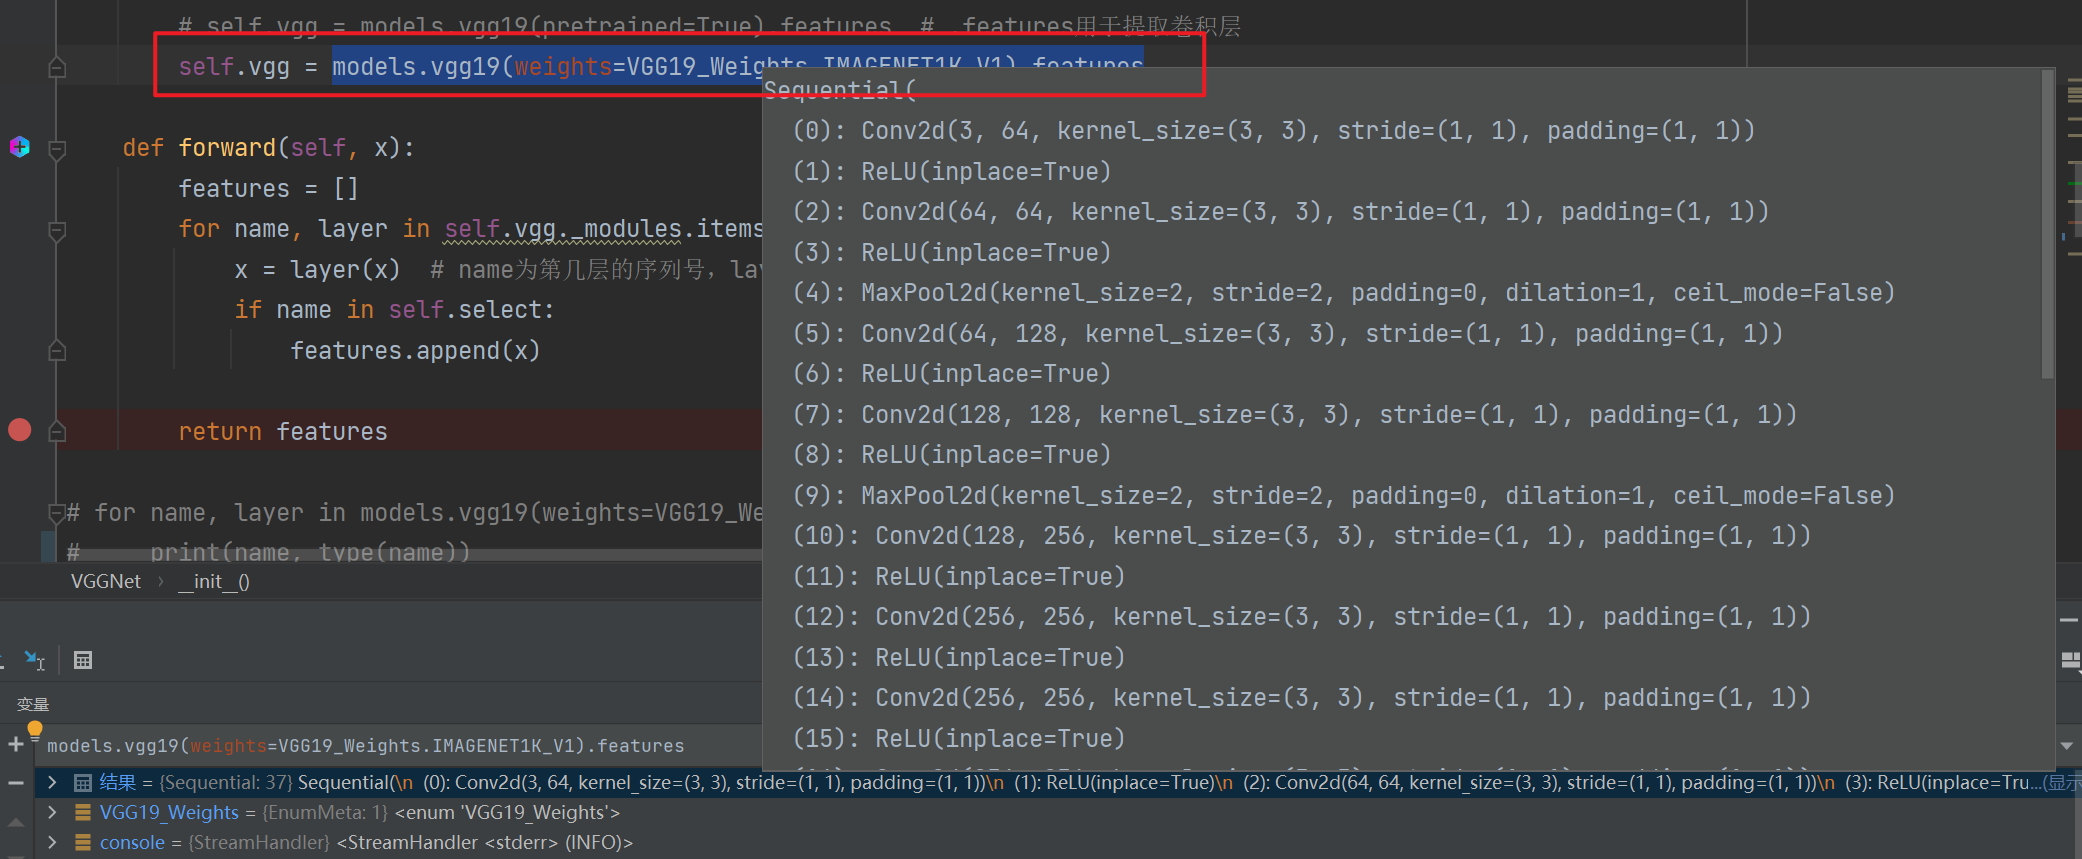 # self.vgg = models.vgg19(pretrained=True).features  # .features用于提取卷积层
self.vgg = models.vgg19(weights=VGG19_Weights.IMAGENET1K_V1).features
def forward(self, x):
features = []
for name, layer in self.vgg._modules.items
x = layer(x)  # name为第几层的序列号，lay
if name in self.select:
features.append(x)
return features
# for name, layer in models.vgg19(weights=VGG19_We
#     print(name, type(name))
Sequential(
(0): Conv2d(3, 64, kernel_size=(3, 3), stride=(1, 1), padding=(1, 1))
(1): ReLU(inplace=True)
(2): Conv2d(64, 64, kernel_size=(3, 3), stride=(1, 1), padding=(1, 1))
(3): ReLU(inplace=True)
(4): MaxPool2d(kernel_size=2, stride=2, padding=0, dilation=1, ceil_mode=False)
(5): Conv2d(64, 128, kernel_size=(3, 3), stride=(1, 1), padding=(1, 1))
(6): ReLU(inplace=True)
(7): Conv2d(128, 128, kernel_size=(3, 3), stride=(1, 1), padding=(1, 1))
(8): ReLU(inplace=True)
(9): MaxPool2d(kernel_size=2, stride=2, padding=0, dilation=1, ceil_mode=False)
(10): Conv2d(128, 256, kernel_size=(3, 3), stride=(1, 1), padding=(1, 1))
(11): ReLU(inplace=True)
(12): Conv2d(256, 256, kernel_size=(3, 3), stride=(1, 1), padding=(1, 1))
(13): ReLU(inplace=True)
(14): Conv2d(256, 256, kernel_size=(3, 3), stride=(1, 1), padding=(1, 1))
(15): ReLU(inplace=True)
VGGNet › __init__()
变量
models.vgg19(weights=VGG19_Weights.IMAGENET1K_V1).features
结果 = {Sequential: 37} Sequential(\n  (0): Conv2d(3, 64, kernel_size=(3, 3), stride=(1, 1), padding=(1, 1))\n  (1): ReLU(inplace=True)\n  (2): Conv2d(64, 64, kernel_size=(3, 3), stride=(1, 1), padding=(1, 1))\n  (3): ReLU(inplace=Tru...(显示
VGG19_Weights = {EnumMeta: 1} <enum 'VGG19_Weights'>
console = {StreamHandler} <StreamHandler <stderr> (INFO)>